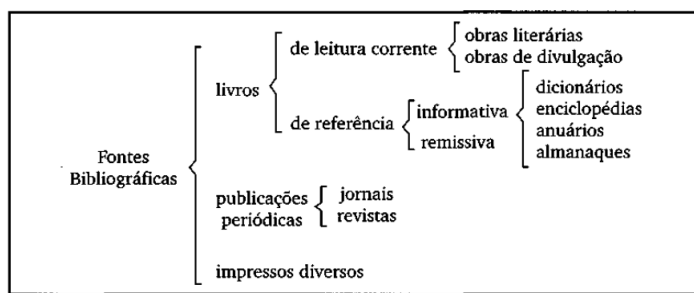 Fontes
Bibliográficas
livros
de leitura corrente
obras literárias
obras de divulgação
de referência
informativa
remissiva
dicionários
enciclopédias
anuários
almanaques
publicações
periódicas
jornais
revistas
impressos diversos